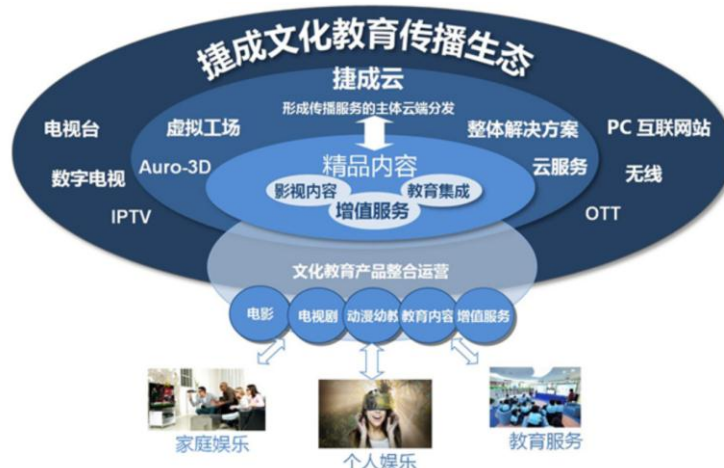 捷成文化教育传播生态
捷成云
形成传播服务的主体云端分发
电视台
虚拟工场
整体解决方案
PC 互联网站
数字电视
Auro-3D
精品内容
云服务
无线
影视内容
教育集成
增值服务
IPTV
OTT
文化教育产品整合运营
电影
电视剧
动漫幼教
教育内容
增值服务
家庭娱乐
个人娱乐
教育服务